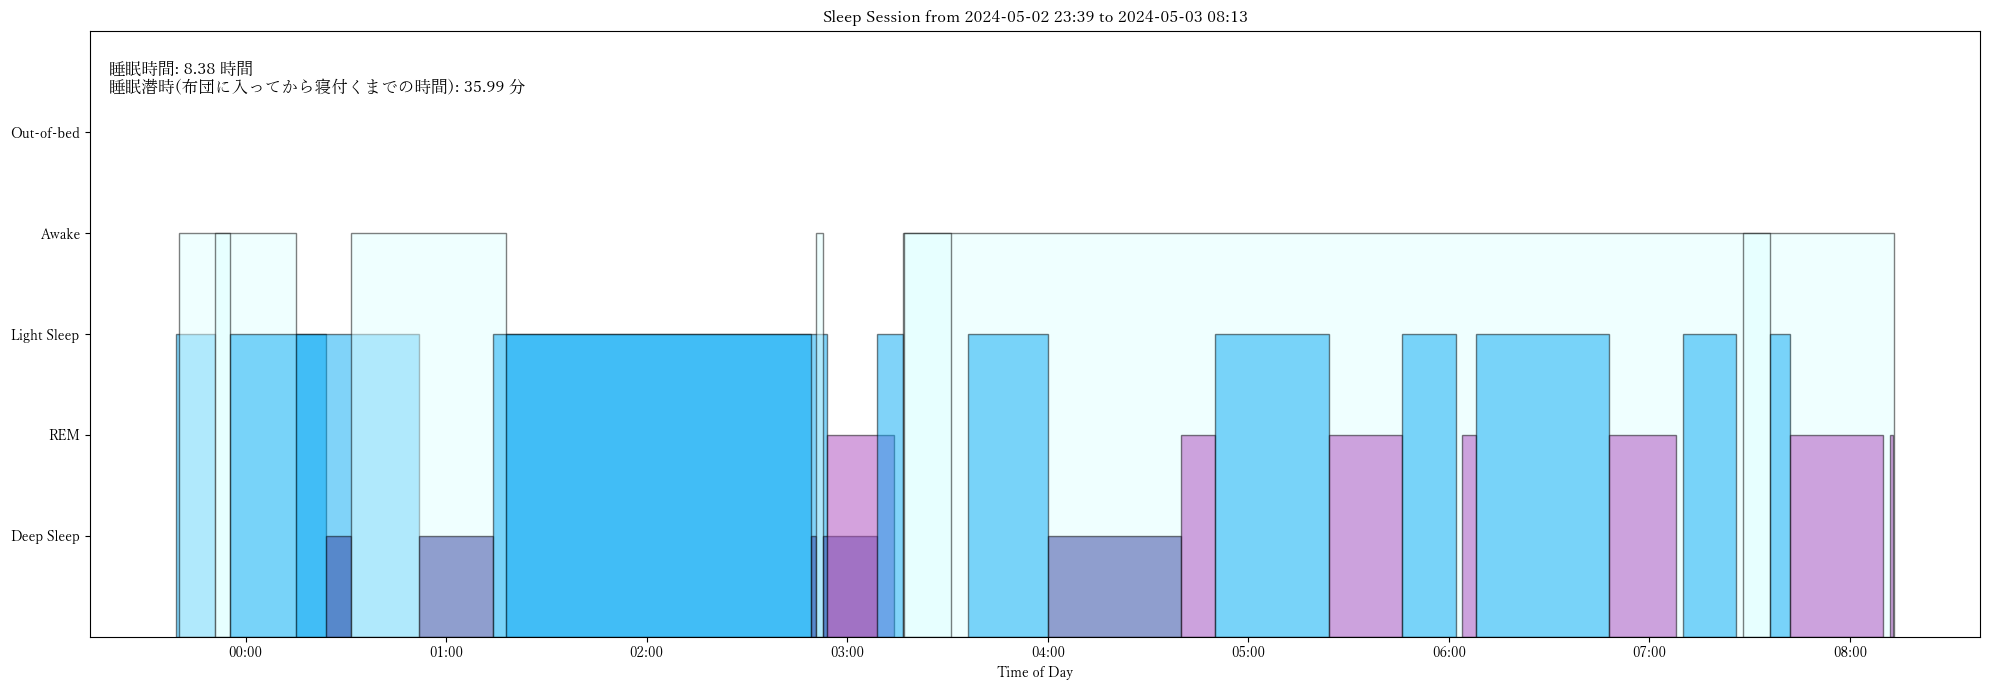 Sleep Session from 2024-05-02 23:39 to 2024-05-03 08:13
睡眠時間: 8.38 時間
睡眠潜時(布団に入ってから寝付くまでの時間): 35.99 分
Out-of-bed
Awake
Light Sleep
REM
Deep Sleep
00:00 01:00 02:00 03:00 04:00 05:00 06:00 07:00 08:00
Time of Day